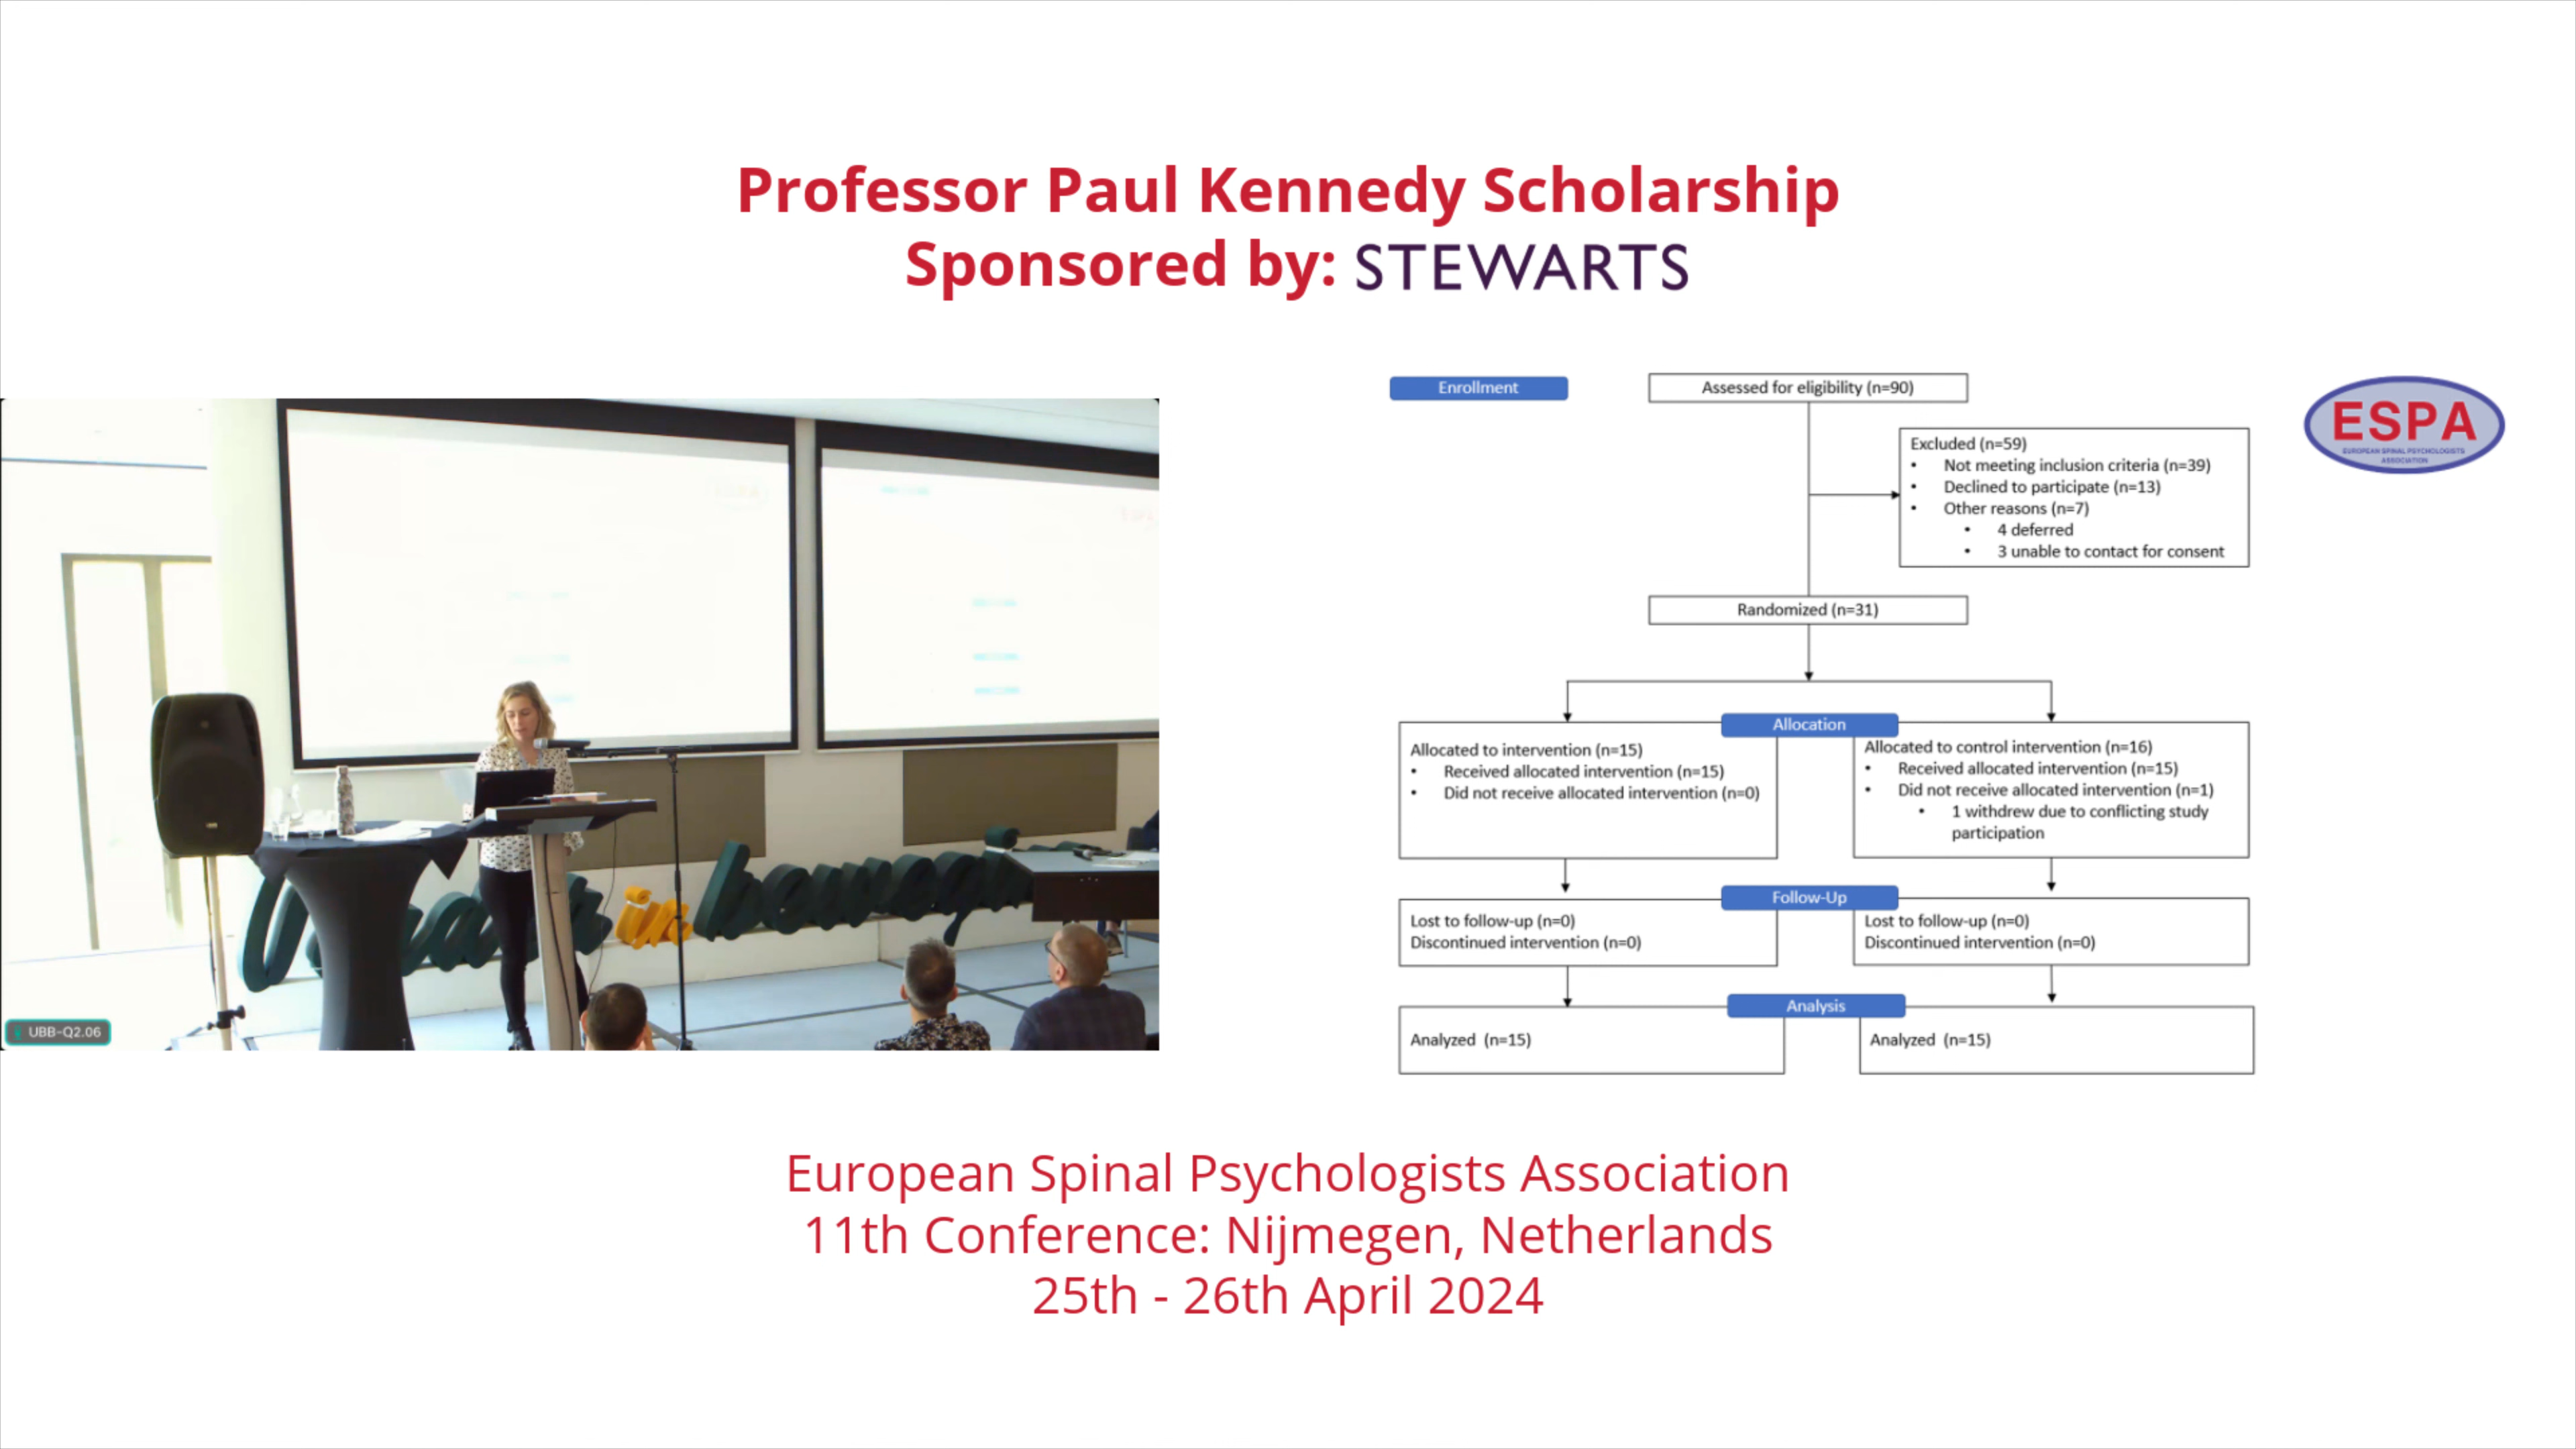 Professor Paul Kennedy Scholarship
Sponsored by: STEWARTS
Enrollment
Assessed for eligibility (n=90)
Excluded (n=59)
• Not meeting inclusion criteria (n=39)
• Declined to participate (n=13)
• Other reasons (n=7)
• 4 deferred
• 3 unable to contact for consent
ESPA
EUROPEAN SPINAL PSYCHOLOGISTS
ASSOCIATION
Randomized (n=31)
Allocation
Allocated to intervention (n=15)
• Received allocated intervention (n=15)
• Did not receive allocated intervention (n=0)
Allocated to control intervention (n=16)
• Received allocated intervention (n=15)
• Did not receive allocated intervention (n=1)
• 1 withdrew due to conflicting study
participation
Follow-Up
Lost to follow-up (n=0)
Discontinued intervention (n=0)
Lost to follow-up (n=0)
Discontinued intervention (n=0)
Analysis
Analyzed (n=15)
Analyzed (n=15)
in
UBB-Q2.06
European Spinal Psychologists Association
11th Conference: Nijmegen, Netherlands
25th - 26th April 2024